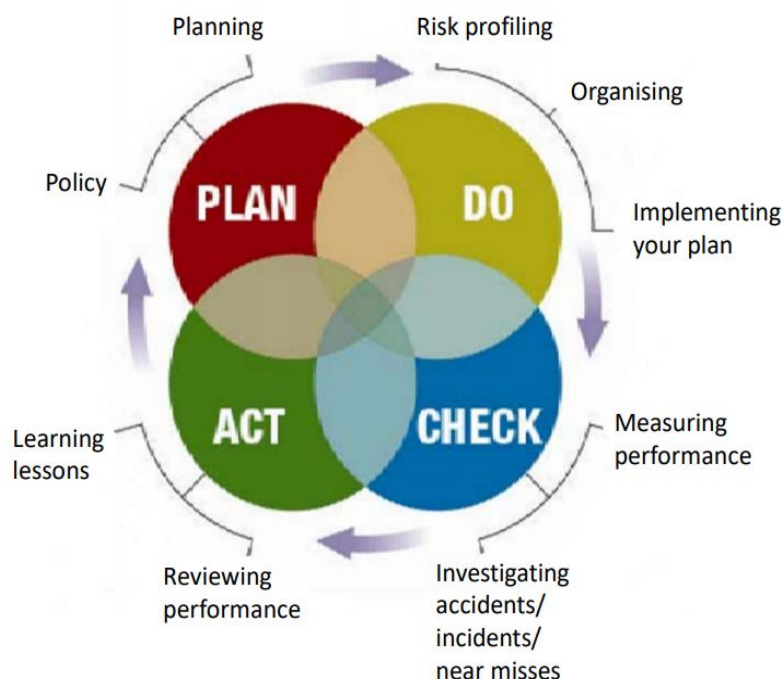 Planning
Risk profiling
Organising
Policy
PLAN
DO
Implementing
your plan
ACT
CHECK
Learning
lessons
Measuring
performance
Reviewing
performance
Investigating
accidents/
incidents/
near misses